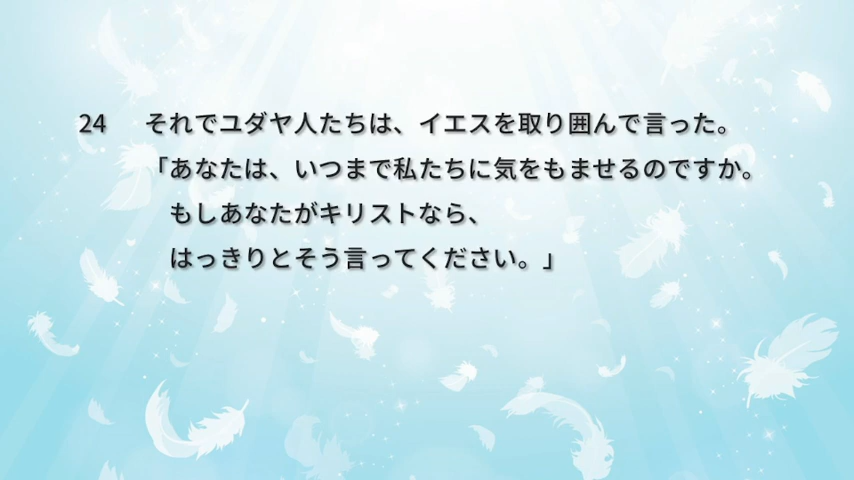 24 それでユダヤ人たちは、イエスを取り囲んで言った。
「あなたは、いつまで私たちに気をもませるのですか。
もしあなたがキリストなら、
はっきりとそう言ってください。」